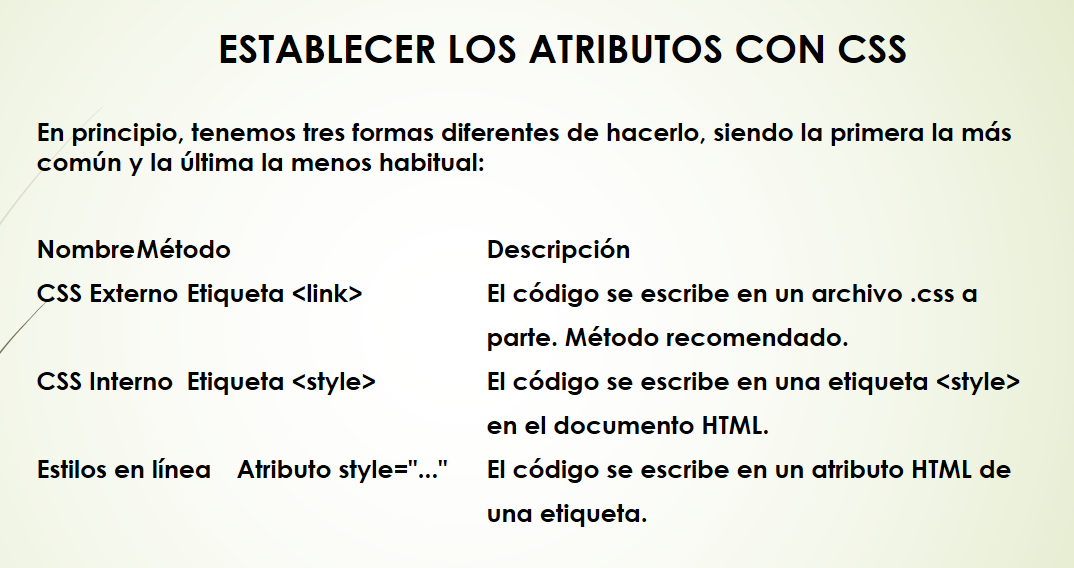 ESTABLECER LOS ATRIBUTOS CON CSS
En principio, tenemos tres formas diferentes de hacerlo, siendo la primera la más
común y la última la menos habitual:
NombreMétodo Descripción
CSS Externo Etiqueta <link> El código se escribe en un archivo .css a
parte. Método recomendado.
CSS Interno Etiqueta <style> El código se escribe en una etiqueta <style>
en el documento HTML.
Estilos en línea Atributo style="..." El código se escribe en un atributo HTML de
una etiqueta.